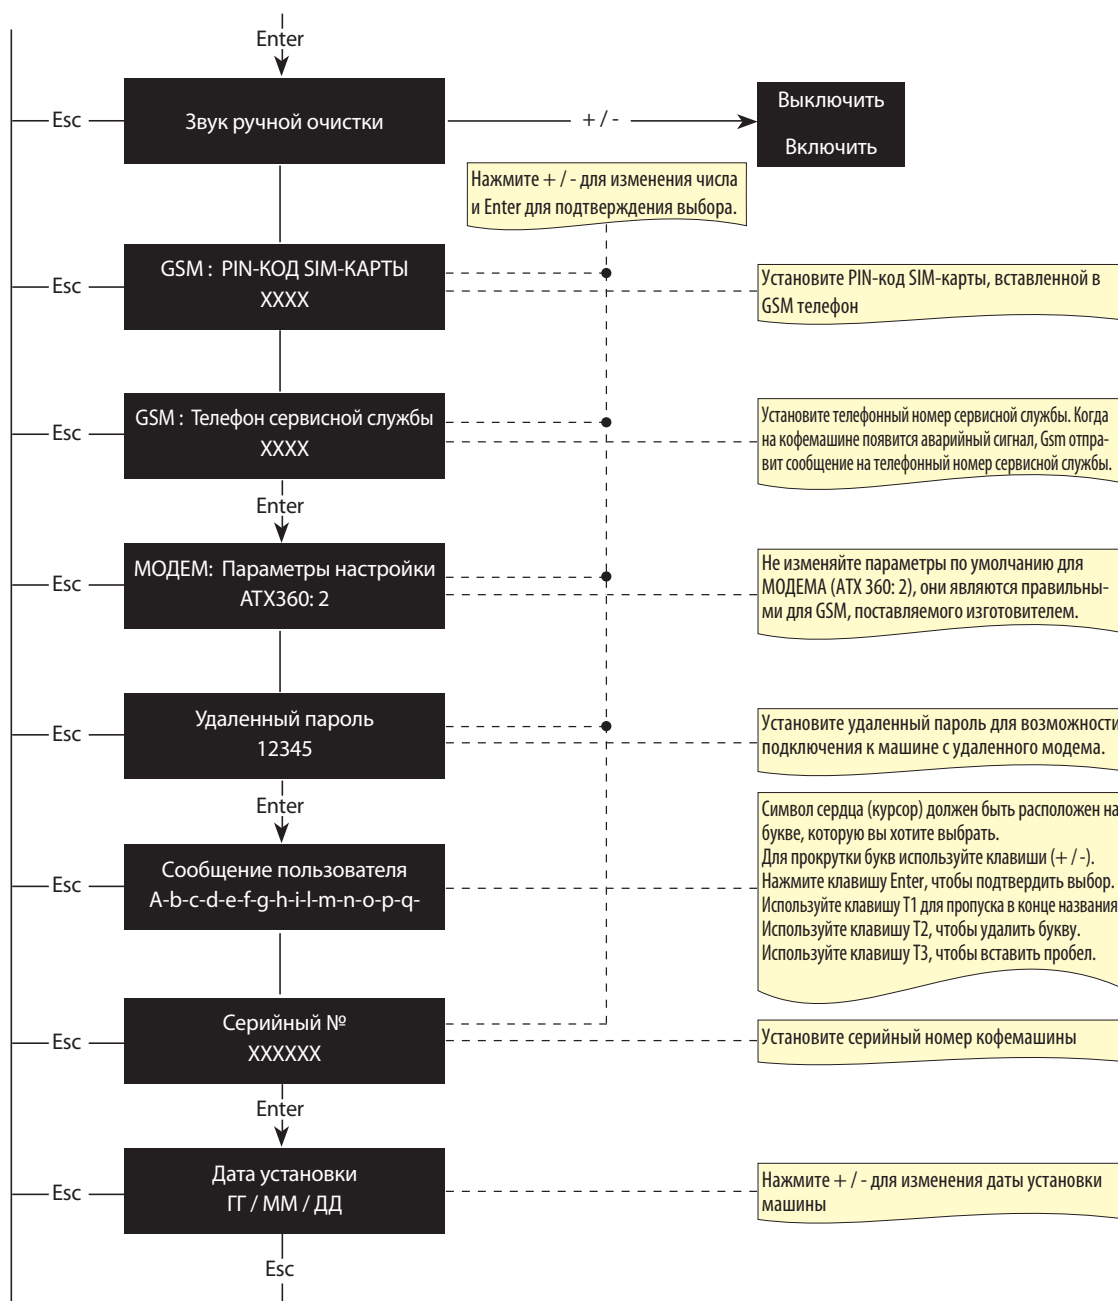 Enter
Esc
Звук ручной очистки
+ / -
Выключить
Включить
Нажмите + / - для изменения числа
и Enter для подтверждения выбора.
Esc
GSM : PIN-КОД SIM-КАРТЫ
XXXX
Установите PIN-код SIM-карты, вставленной в
GSM телефон
Esc
GSM : Телефон сервисной службы
XXXX
Установите телефонный номер сервисной службы. Когда
на кофемашине появится аварийный сигнал, Gsm отпра-
вит сообщение на телефонный номер сервисной службы.
Enter
Esc
МОДЕМ: Параметры настройки
ATX360: 2
Не изменяйте параметры по умолчанию для
МОДЕМА (ATX 360: 2), они являются правильны-
ми для GSM, поставляемого изготовителем.
Esc
Удаленный пароль
12345
Установите удаленный пароль для возможности
подключения к машине с удаленного модема.
Enter
Esc
Сообщение пользователя
A-b-c-d-e-f-g-h-i-l-m-n-o-p-q-
Символ сердца (курсор) должен быть расположен на
букве, которую вы хотите выбрать.
Для прокрутки букв используйте клавиши (+ / -).
Нажмите клавишу Enter, чтобы подтвердить выбор.
Используйте клавишу T1 для пропуска в конце названия
Используйте клавишу T2, чтобы удалить букву.
Используйте клавишу T3, чтобы вставить пробел.
Esc
Серийный №
XXXXXX
Установите серийный номер кофемашины
Enter
Esc
Дата установки
ГГ / ММ / ДД
Нажмите + / - для изменения даты установки
машины
Esc